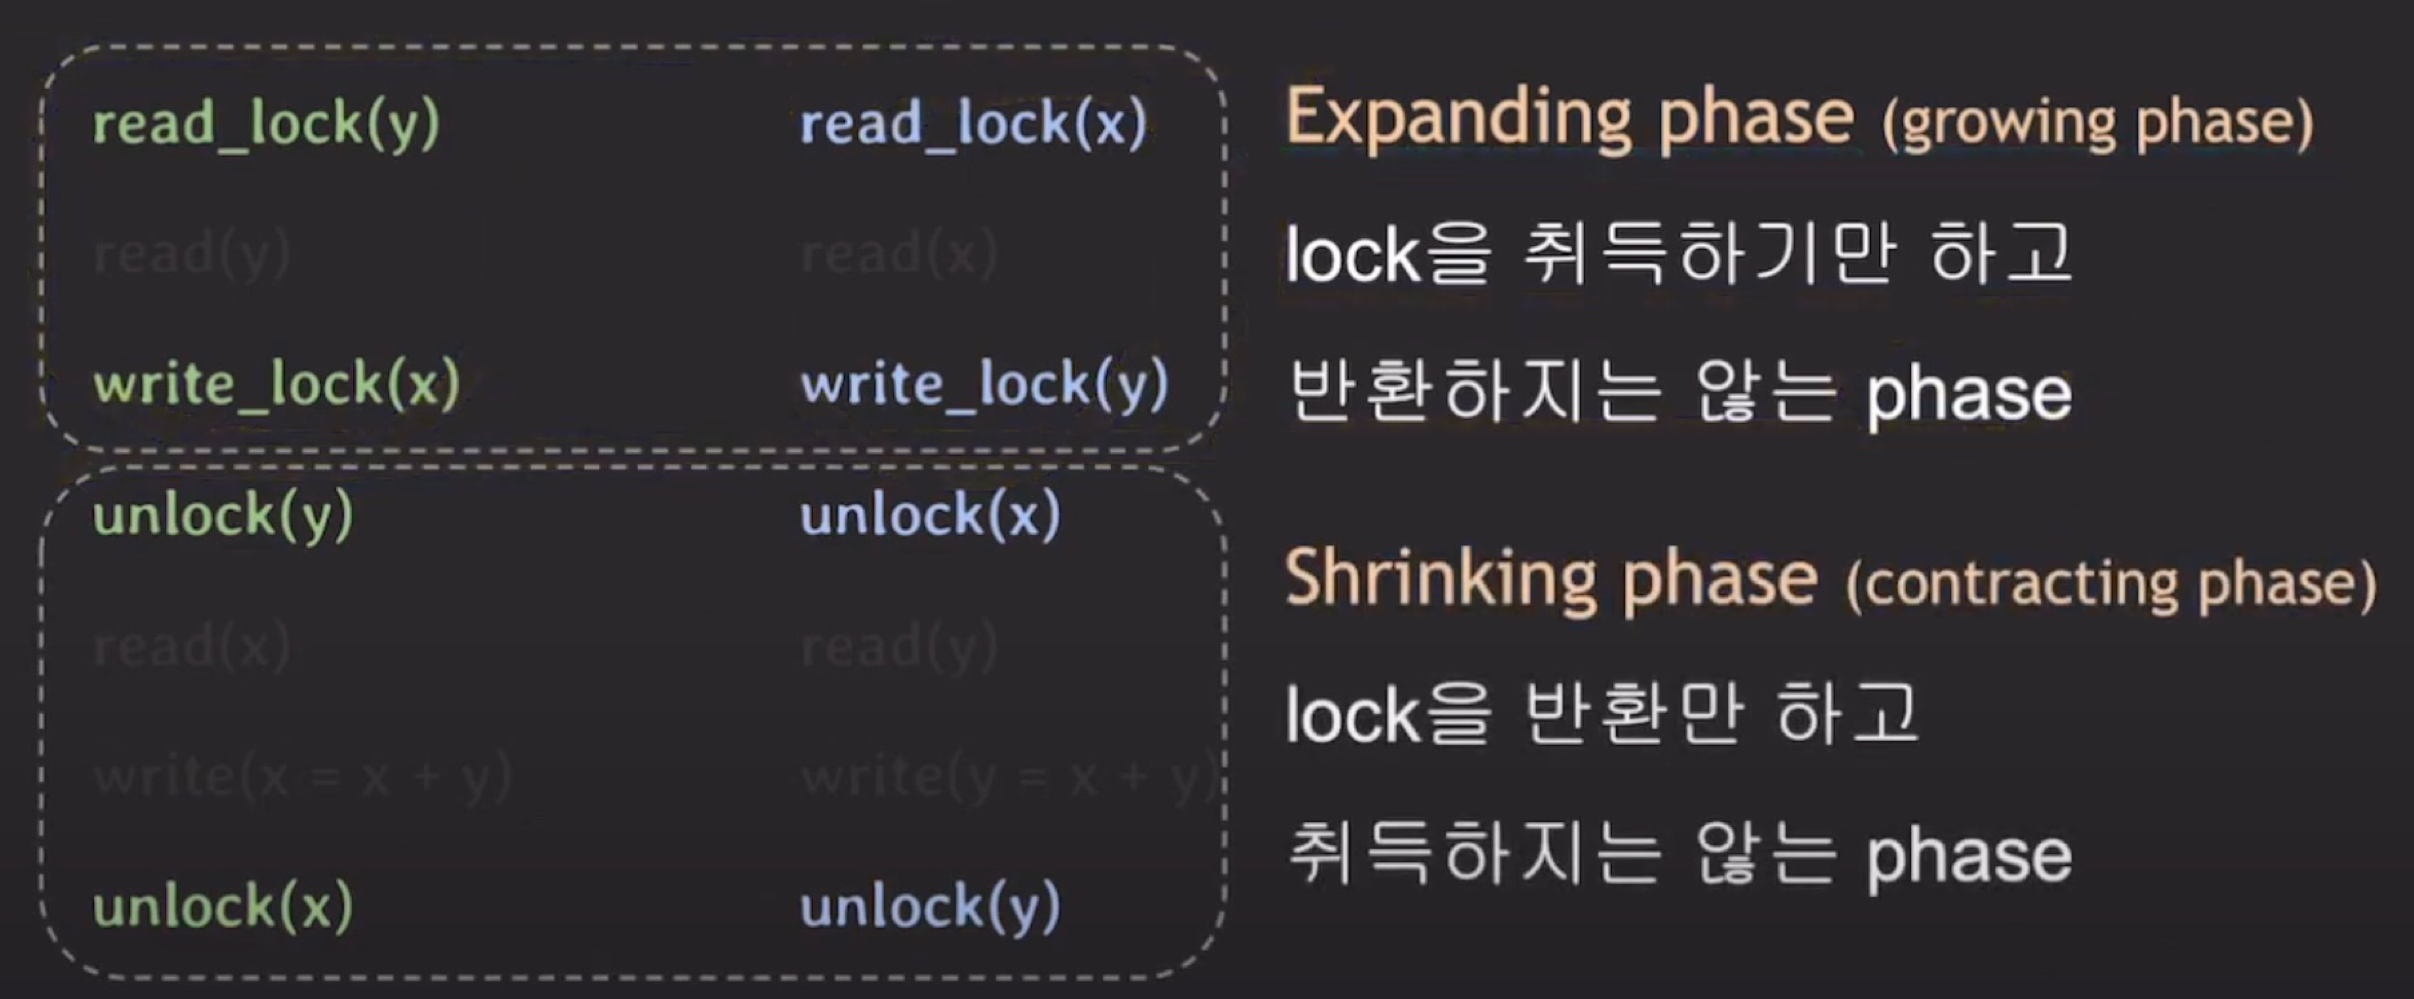 read_lock(y)
read(y)
write_lock(x)
unlock(y)
read(x)
write(x = x + y)
unlock(x)
read_lock(x)
read(x)
write_lock(y)
unlock(x)
read(y)
write(y = x + y)
unlock(y)
Expanding phase (growing phase)
lock을 취득하기만 하고
반환하지는 않는 phase
Shrinking phase (contracting phase)
lock을 반환만 하고
취득하지는 않는 phase